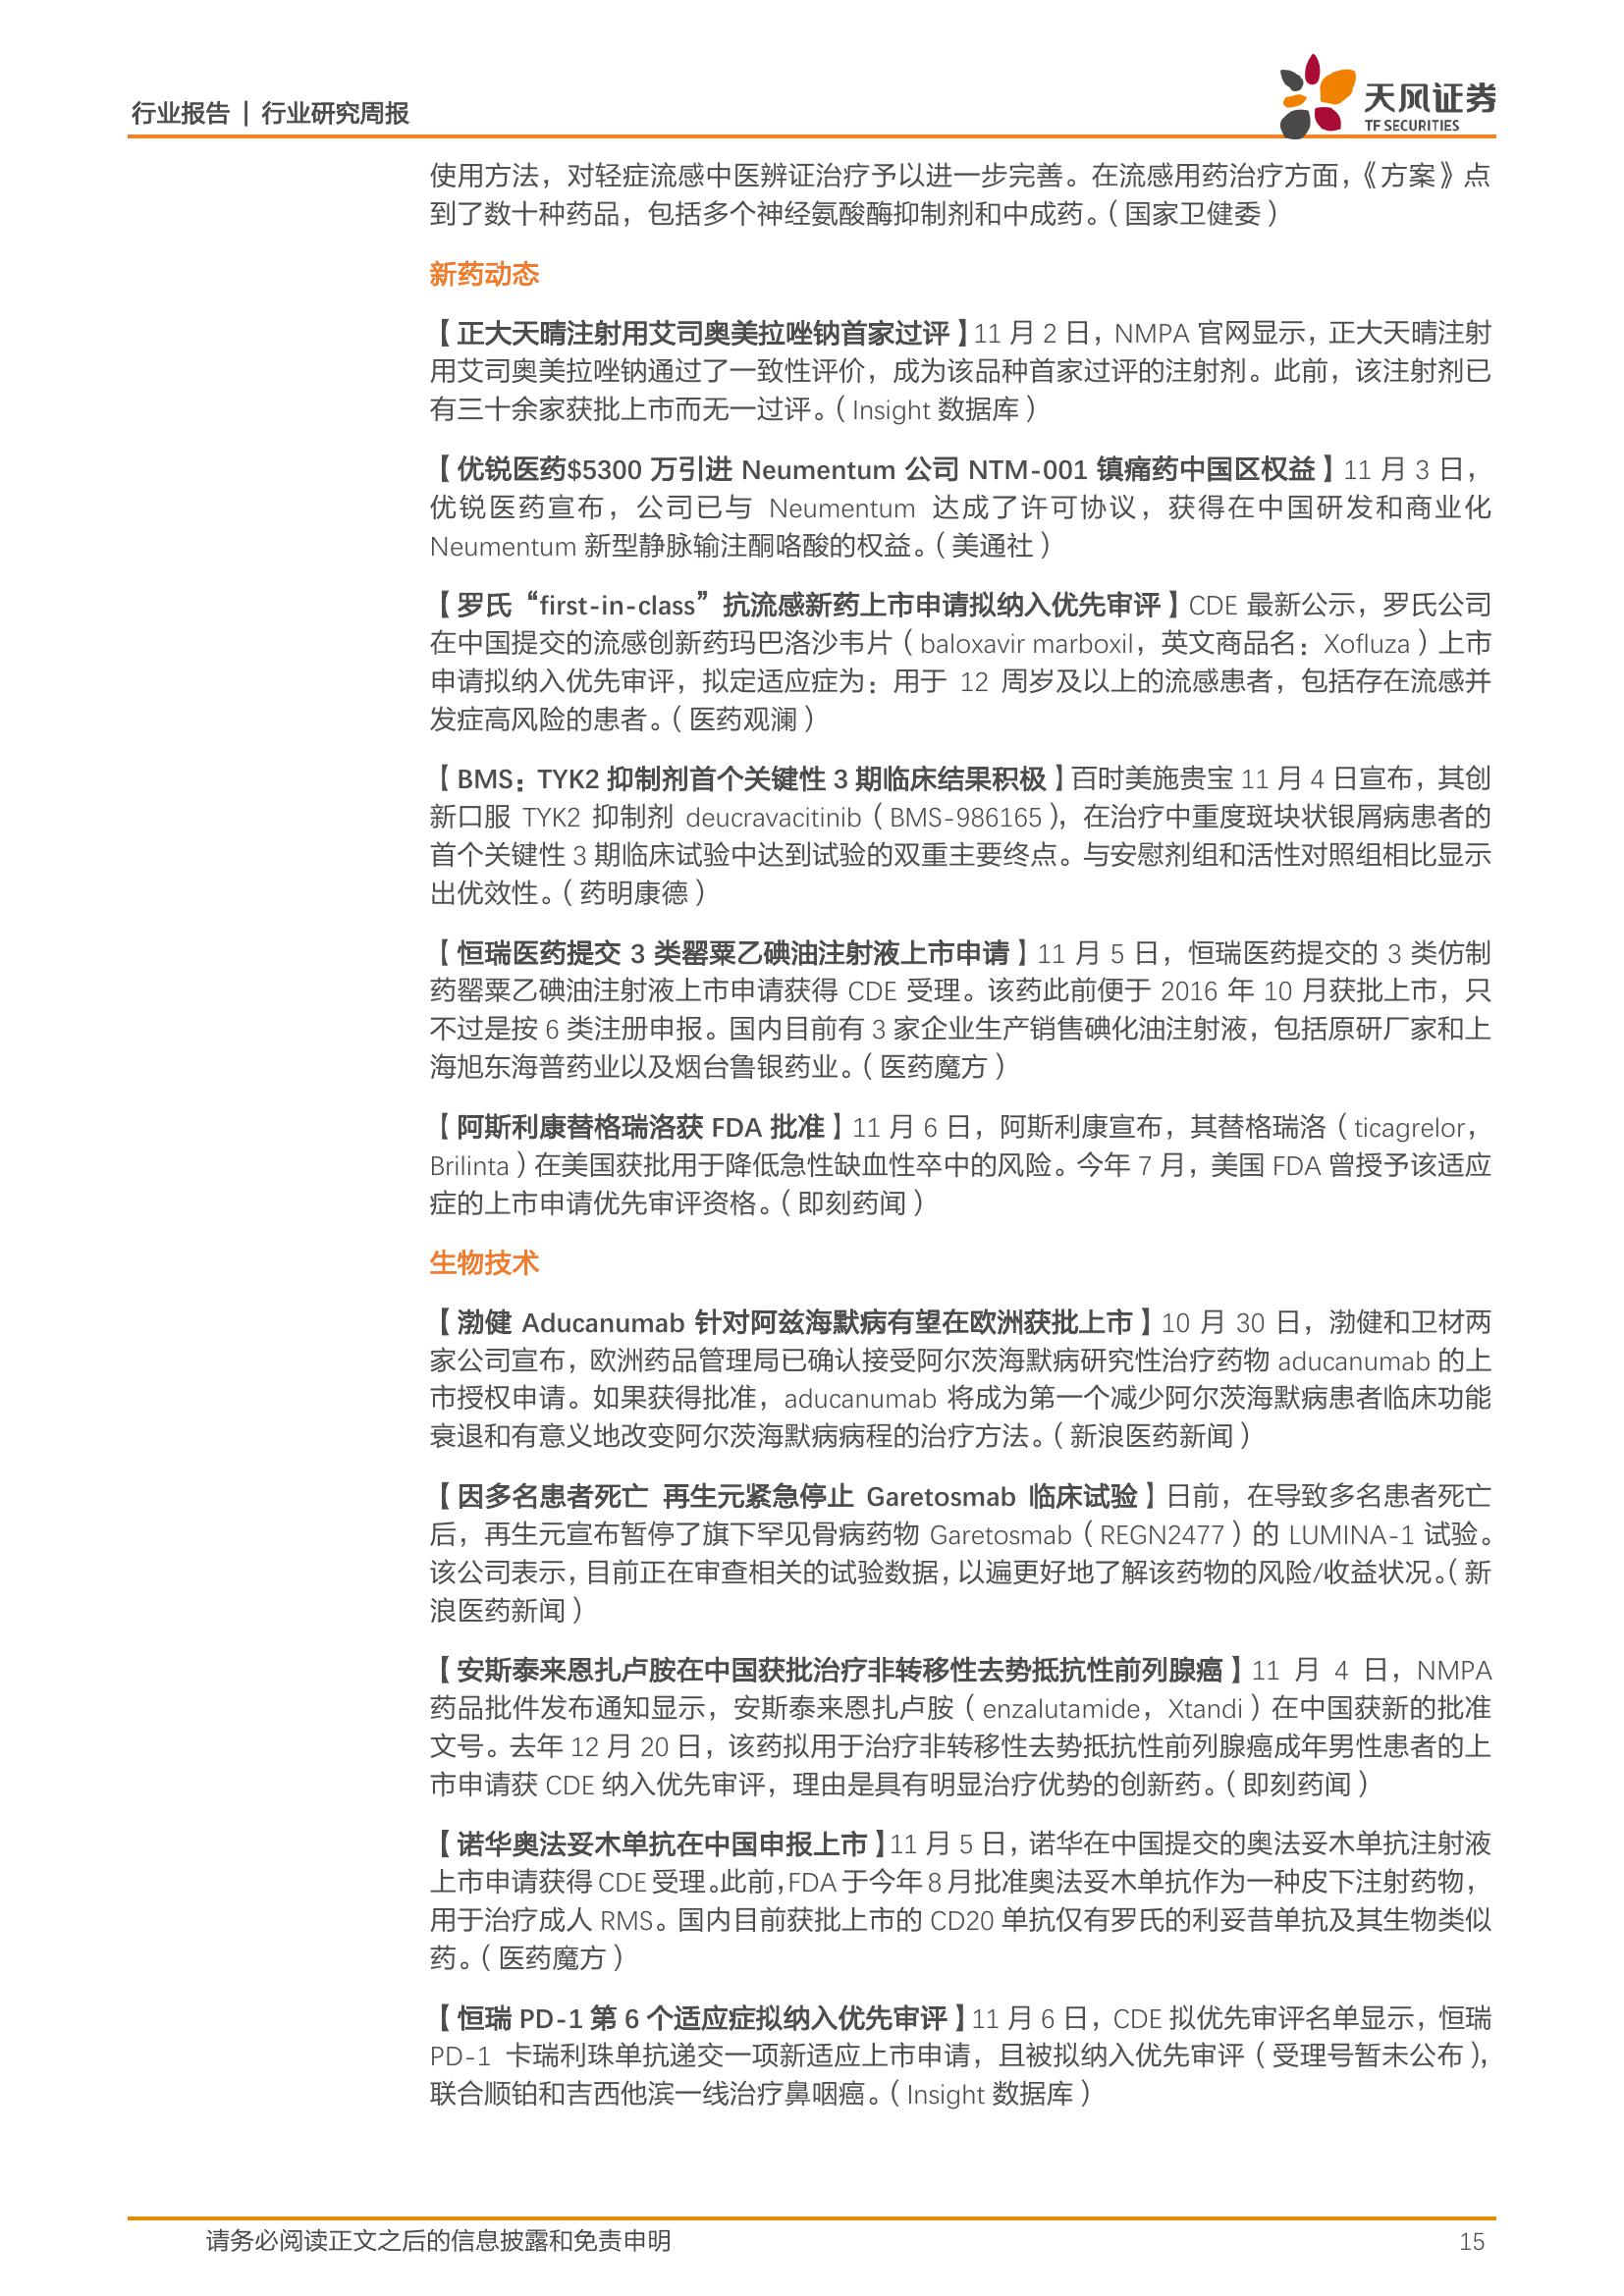 行业报告 | 行业研究周报
天风证券
TF SECURITIES
使用方法，对轻症流感中医辨证治疗予以进一步完善。在流感用药治疗方面，《方案》点
到了数十种药品，包括多个神经氨酸酶抑制剂和中成药。（国家卫健委）
新药动态
【正大天晴注射用艾司奥美拉唑钠首家过评】11 月 2 日，NMPA 官网显示，正大天晴注射
用艾司奥美拉唑钠通过了一致性评价，成为该品种首家过评的注射剂。此前，该注射剂已
有三十余家获批上市而无一过评。（Insight 数据库）
【优锐医药$5300 万引进 Neumentum 公司 NTM-001 镇痛药中国区权益】11 月 3 日，
优锐医药宣布，公司已与 Neumentum 达成了许可协议，获得在中国研发和商业化
Neumentum 新型静脉输注酮咯酸的权益。（美通社）
【罗氏“first-in-class”抗流感新药上市申请拟纳入优先审评】CDE 最新公示，罗氏公司
在中国提交的流感创新药玛巴洛沙韦片（baloxavir marboxil，英文商品名：Xofluza）上市
申请拟纳入优先审评，拟定适应症为：用于 12 周岁及以上的流感患者，包括存在流感并
发症高风险的患者。（医药观澜）
【BMS：TYK2 抑制剂首个关键性 3 期临床结果积极】百时美施贵宝 11 月 4 日宣布，其创
新口服 TYK2 抑制剂 deucravacitinib（BMS-986165），在治疗中重度斑块状银屑病患者的
首个关键性 3 期临床试验中达到试验的双重主要终点。与安慰剂组和活性对照组相比显示
出优效性。（药明康德）
【恒瑞医药提交 3 类罂粟乙碘油注射液上市申请】11 月 5 日，恒瑞医药提交的 3 类仿制
药罂粟乙碘油注射液上市申请获得 CDE 受理。该药此前便于 2016 年 10 月获批上市，只
不过是按 6 类注册申报。国内目前有 3 家企业生产销售碘化油注射液，包括原研厂家和上
海旭东海普药业以及烟台鲁银药业。（医药魔方）
【阿斯利康替格瑞洛获 FDA 批准】11 月 6 日，阿斯利康宣布，其替格瑞洛（ticagrelor，
Brilinta）在美国获批用于降低急性缺血性卒中的风险。今年 7 月，美国 FDA 曾授予该适应
症的上市申请优先审评资格。（即刻药闻）
生物技术
【渤健 Aducanumab 针对阿兹海默病有望在欧洲获批上市】10 月 30 日，渤健和卫材两
家公司宣布，欧洲药品管理局已确认接受阿尔茨海默病研究性治疗药物 aducanumab 的上
市授权申请。如果获得批准，aducanumab 将成为第一个减少阿尔茨海默病患者临床功能
衰退和有意义地改变阿尔茨海默病病程的治疗方法。（新浪医药新闻）
【因多名患者死亡 再生元紧急停止 Garetosmab 临床试验】日前，在导致多名患者死亡
后，再生元宣布暂停了旗下罕见骨病药物 Garetosmab（REGN2477）的 LUMINA-1 试验。
该公司表示，目前正在审查相关的试验数据，以遍更好地了解该药物的风险/收益状况。（新
浪医药新闻）
【安斯泰来恩扎卢胺在中国获批治疗非转移性去势抵抗性前列腺癌】11 月 4 日，NMPA
药品批件发布通知显示，安斯泰来恩扎卢胺（enzalutamide，Xtandi）在中国获新的批准
文号。去年 12 月 20 日，该药拟用于治疗非转移性去势抵抗性前列腺癌成年男性患者的上
市申请获 CDE 纳入优先审评，理由是具有明显治疗优势的创新药。（即刻药闻）
【诺华奥法妥木单抗在中国申报上市】11 月 5 日，诺华在中国提交的奥法妥木单抗注射液
上市申请获得 CDE 受理。此前，FDA 于今年 8 月批准奥法妥木单抗作为一种皮下注射药物，
用于治疗成人 RMS。国内目前获批上市的 CD20 单抗仅有罗氏的利妥昔单抗及其生物类似
药。（医药魔方）
【恒瑞 PD-1 第 6 个适应症拟纳入优先审评】11 月 6 日，CDE 拟优先审评名单显示，恒瑞
PD-1 卡瑞利珠单抗递交一项新适应上市申请，且被拟纳入优先审评（受理号暂未公布），
联合顺铂和吉西他滨一线治疗鼻咽癌。（Insight 数据库）
请务必阅读正文之后的信息披露和免责申明
15